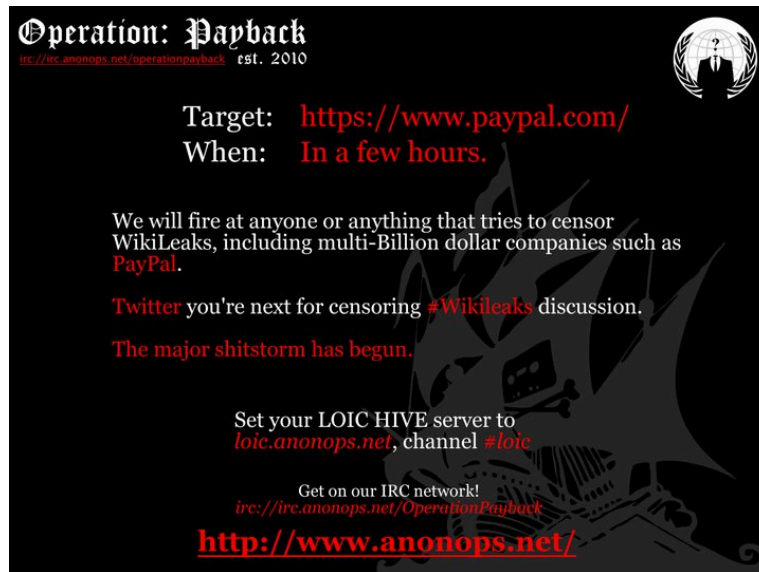 Operation: Payback
irc://irc.anonops.net/operationpayback est. 2010
?
Target: https://www.paypal.com/
When: In a few hours.
We will fire at anyone or anything that tries to censor
WikiLeaks, including multi-Billion dollar companies such as
PayPal.
Twitter you're next for censoring #Wikileaks discussion.
The major shitstorm has begun.
Set your LOIC HIVE server to
loic.anonops.net, channel #loic
Get on our IRC network!
irc://irc.anonops.net/OperationPayback
http://www.anonops.net/